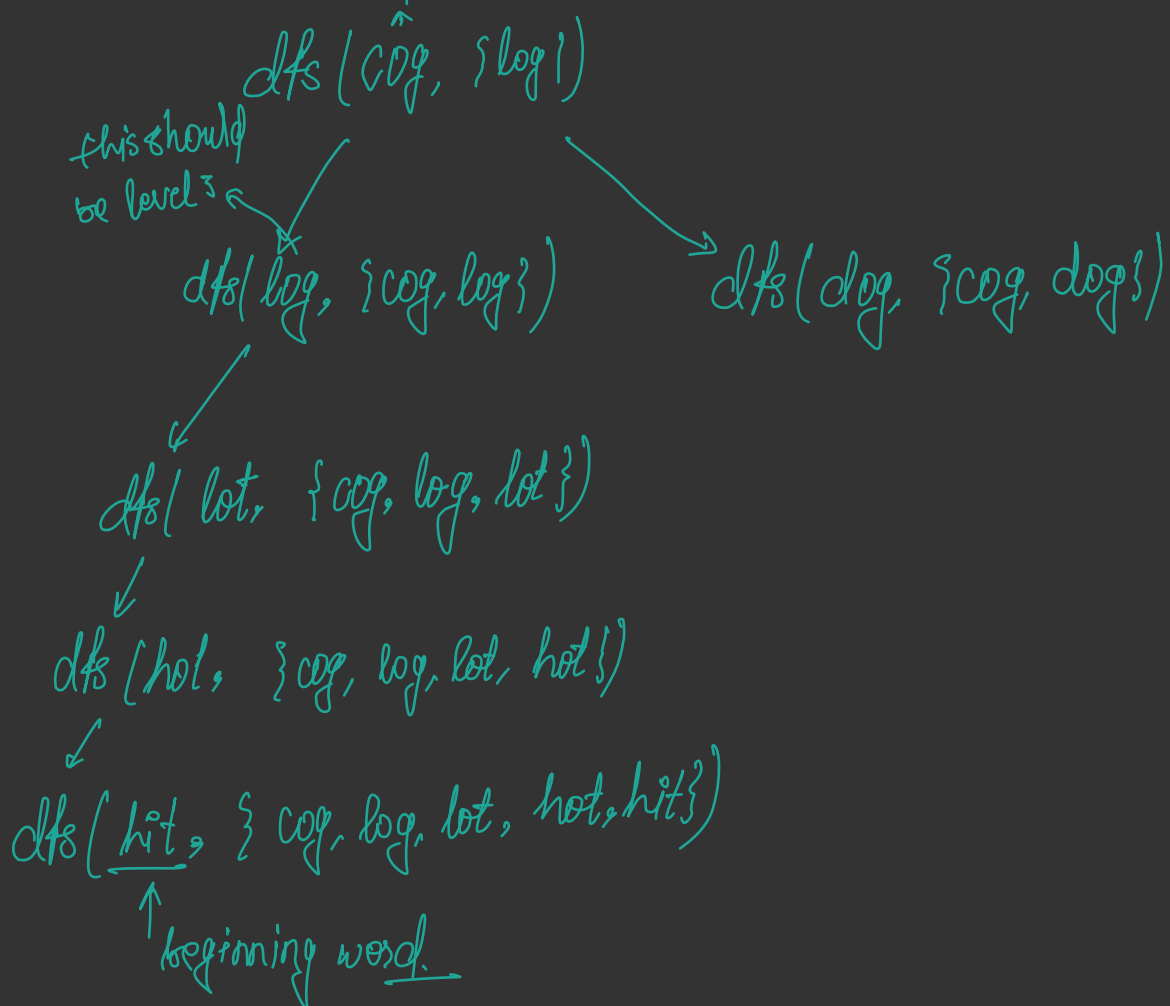 dfs(cog, {log})
this should
be level 3
dfs(log, {cog, log})
dfs(dog, {cog, dog})
dfs(lot, {cog, log, lot})
dfs(hot, {cog, log, lot, hot})
dfs(hit, { cog, log, lot, hot, hit})
beginning word.